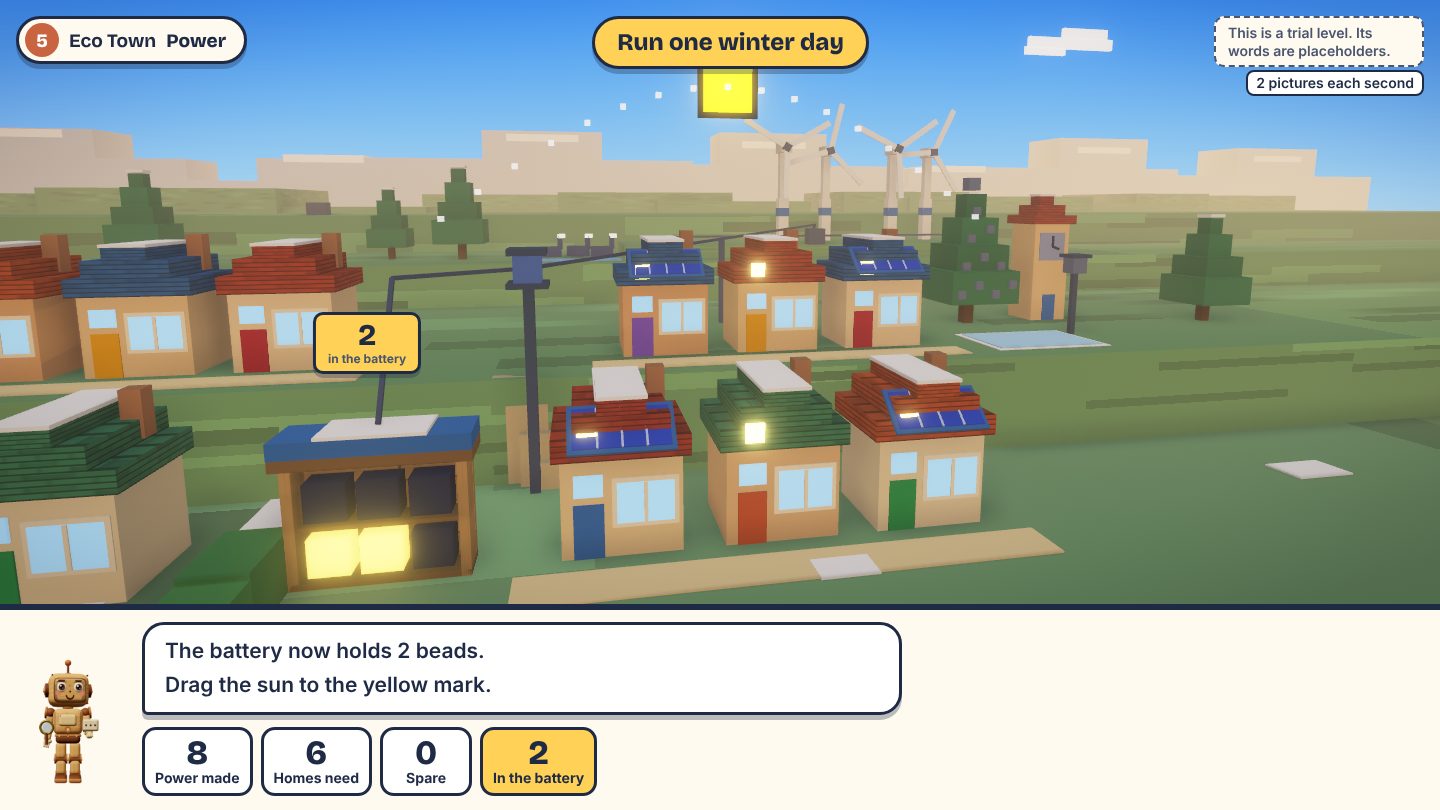 5 Eco Town Power
Run one winter day
This is a trial level. Its
words are placeholders.
2 pictures each second
2
in the battery
The battery now holds 2 beads.
Drag the sun to the yellow mark.
8
Power made
6
Homes need
0
Spare
2
In the battery